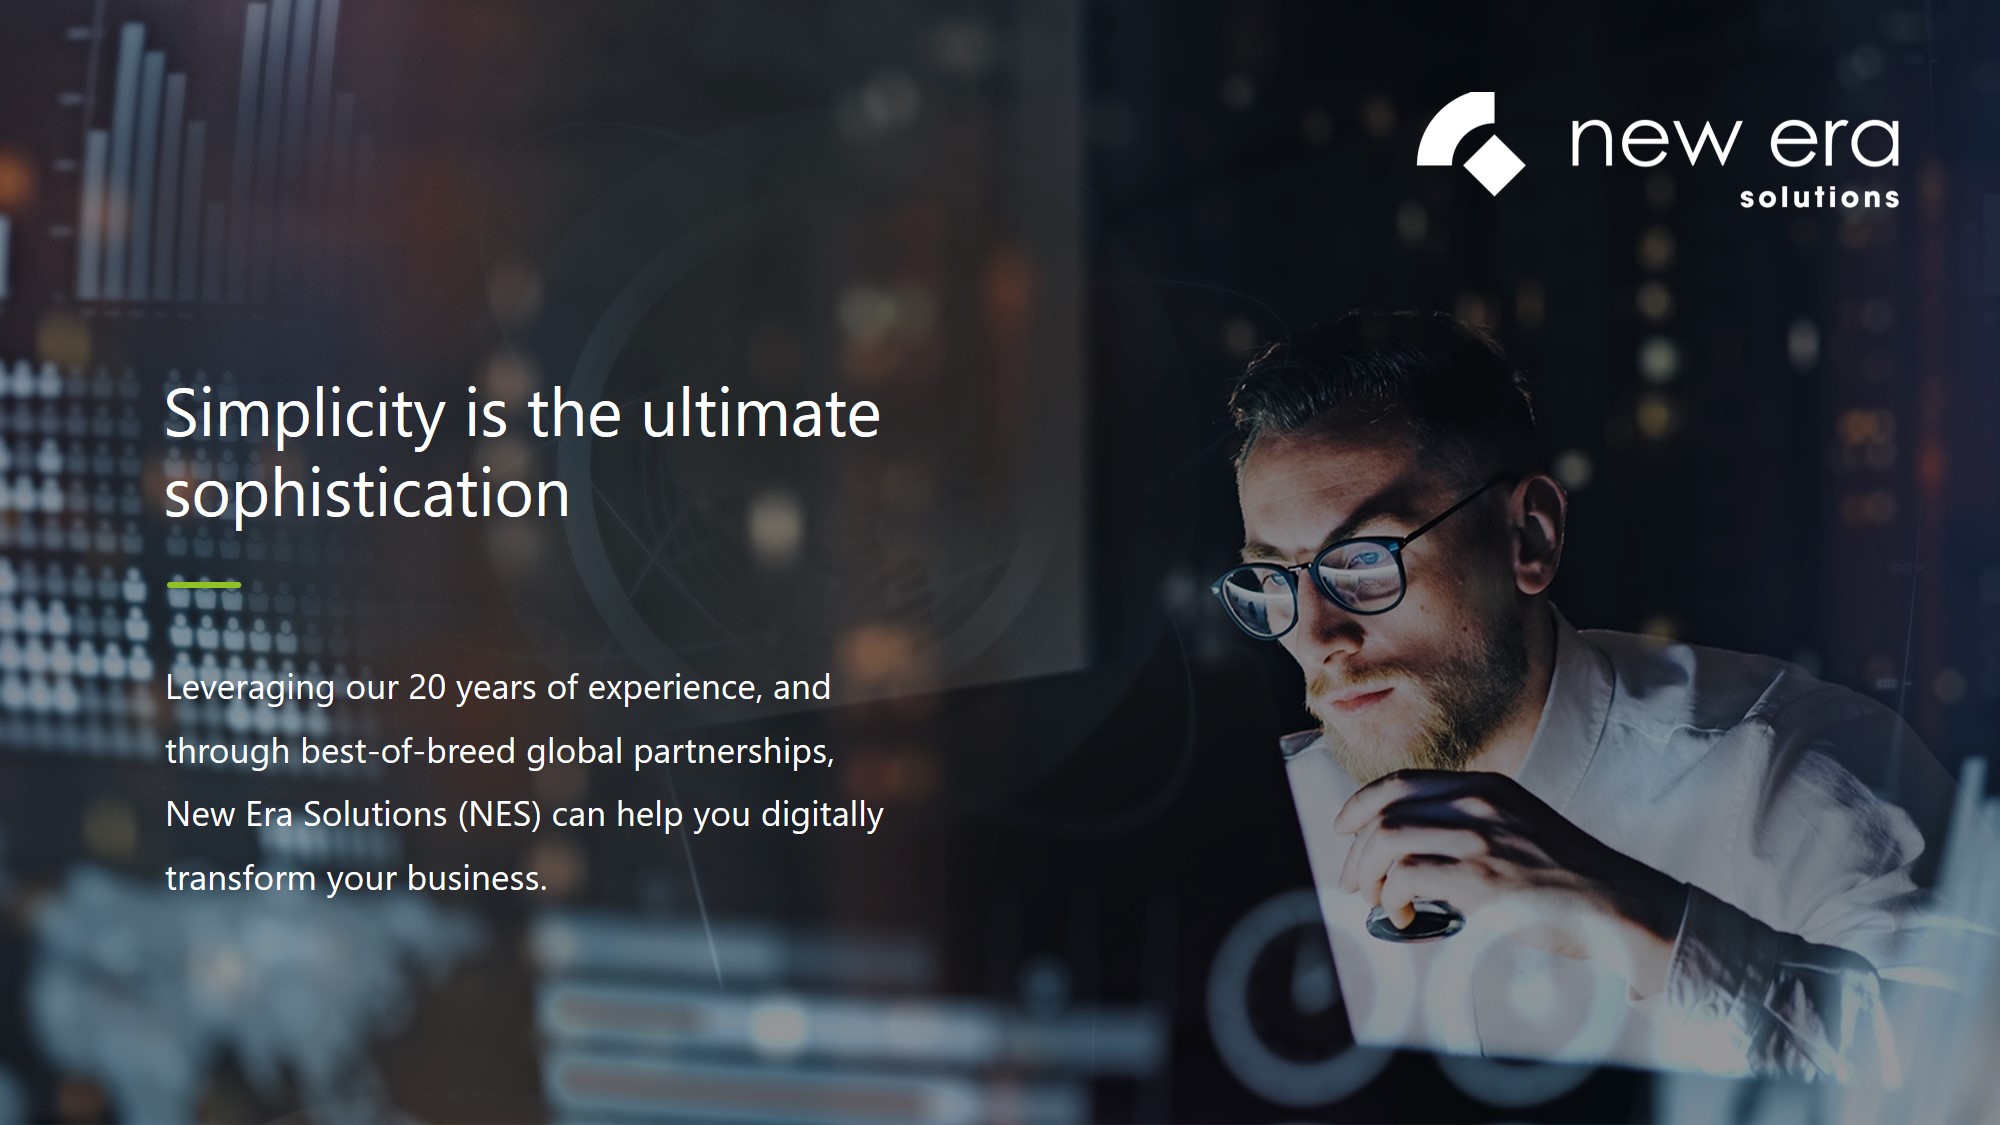 new era
solutions
Simplicity is the ultimate
sophistication
Leveraging our 20 years of experience, and
through best-of-breed global partnerships,
New Era Solutions (NES) can help you digitally
transform your business.